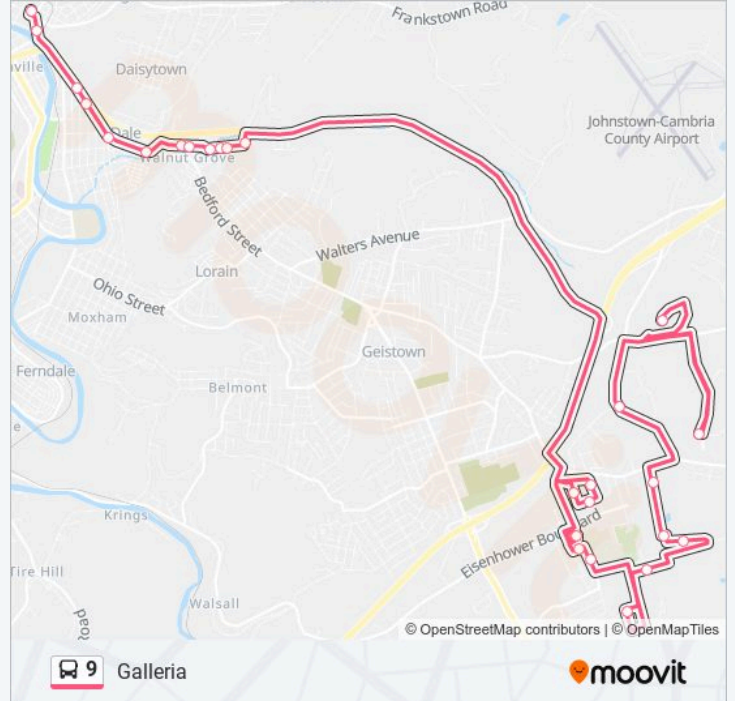 Frankstown Road
ville
Daisytown
Johnstown-Cambria
County Airport
Dale
Walnut Grove
Bedford Street
Walters Avenue
Lorain
Ohio Street
Moxham
Geistown
Ferndale
Belmont
e
Krings
Eisenhower Boulevard
Tire Hill
Walsall
Road
© OpenStreetMap contributors | © OpenMapTiles
9 Galleria
moovit